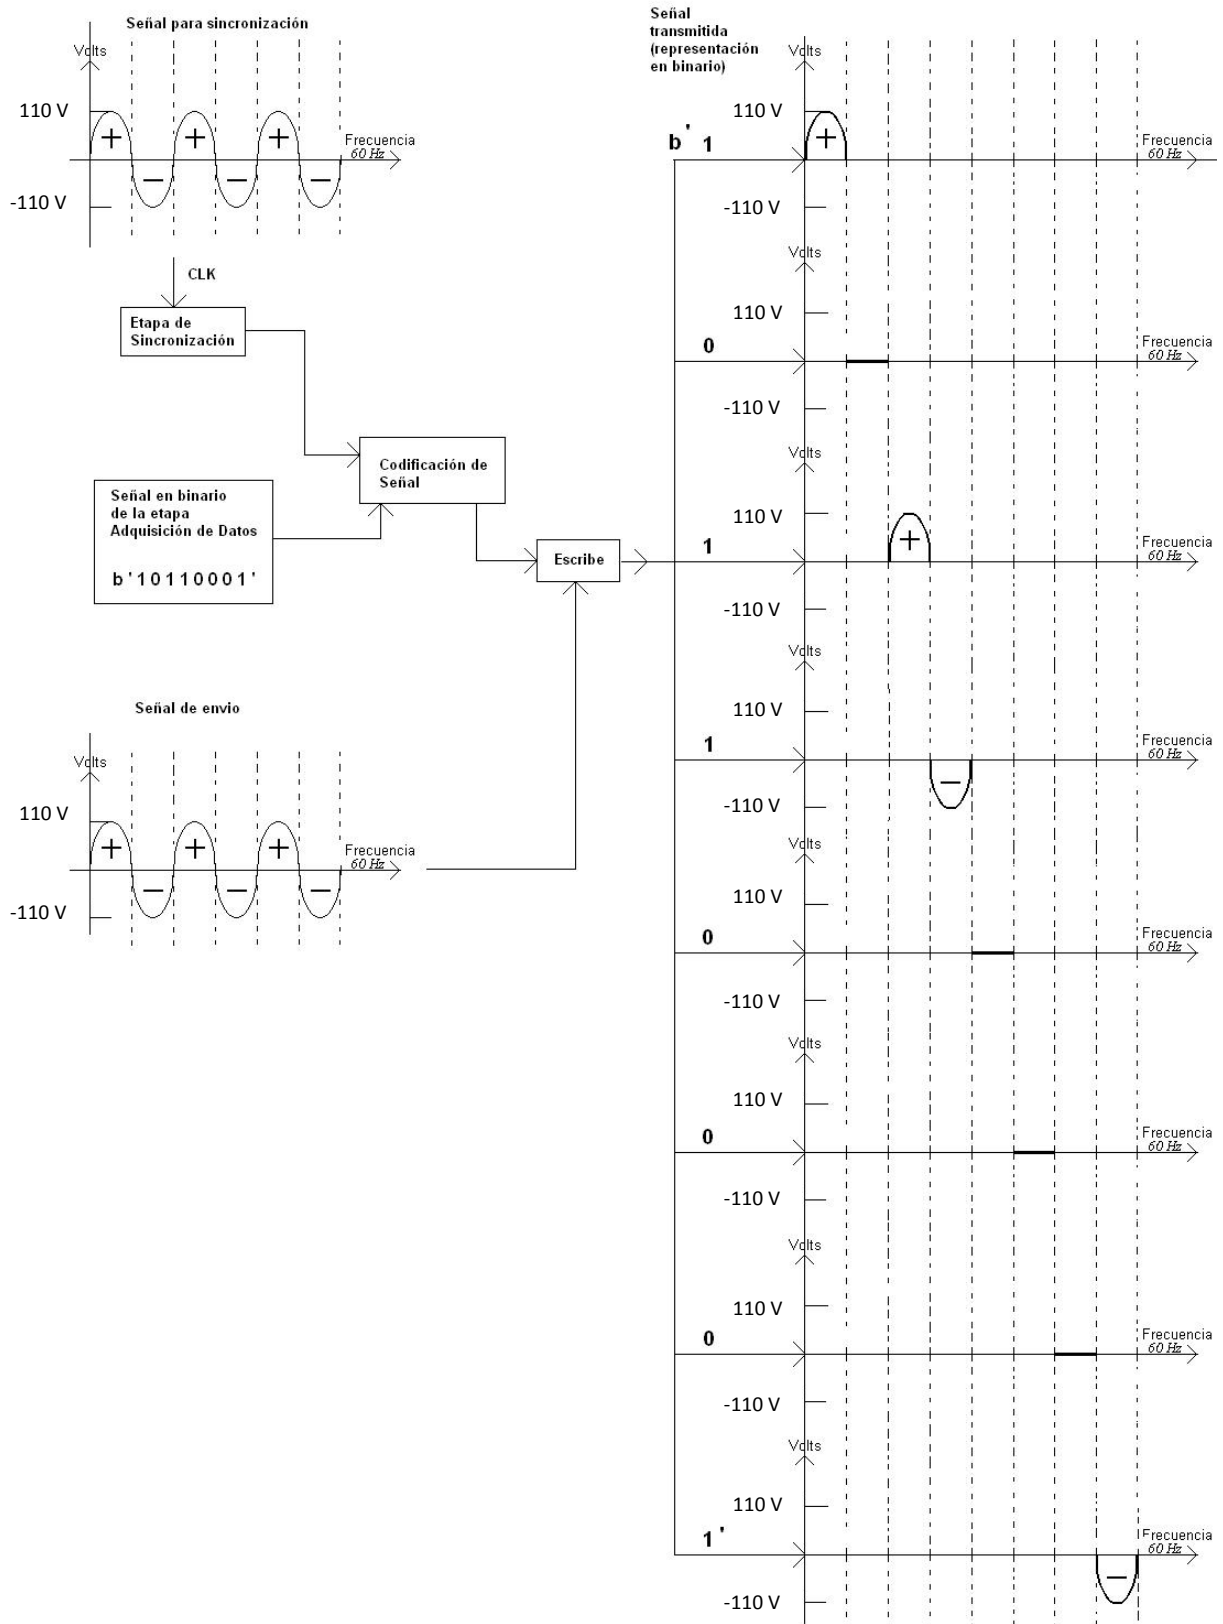 Señal para sincronización
Volts
110 V
+ + +
Frecuencia
60 Hz
− − −
-110 V
CLK
Etapa de
Sincronización
Codificación de
Señal
Señal en binario
de la etapa
Adquisición de Datos
b'10110001'
Escribe
Señal de envio
Volts
110 V
+ + +
Frecuencia
60 Hz
− − −
-110 V
Señal
transmitida
(representación
en binario)
Volts
110 V
+
b' 1
Frecuencia
60 Hz
-110 V
Volts
110 V
0
Frecuencia
60 Hz
-110 V
Volts
110 V
+
1
Frecuencia
60 Hz
-110 V
Volts
110 V
1
Frecuencia
60 Hz
−
-110 V
Volts
110 V
0
Frecuencia
60 Hz
-110 V
Volts
110 V
0
Frecuencia
60 Hz
-110 V
Volts
110 V
0
Frecuencia
60 Hz
-110 V
Volts
110 V
1'
Frecuencia
60 Hz
−
-110 V